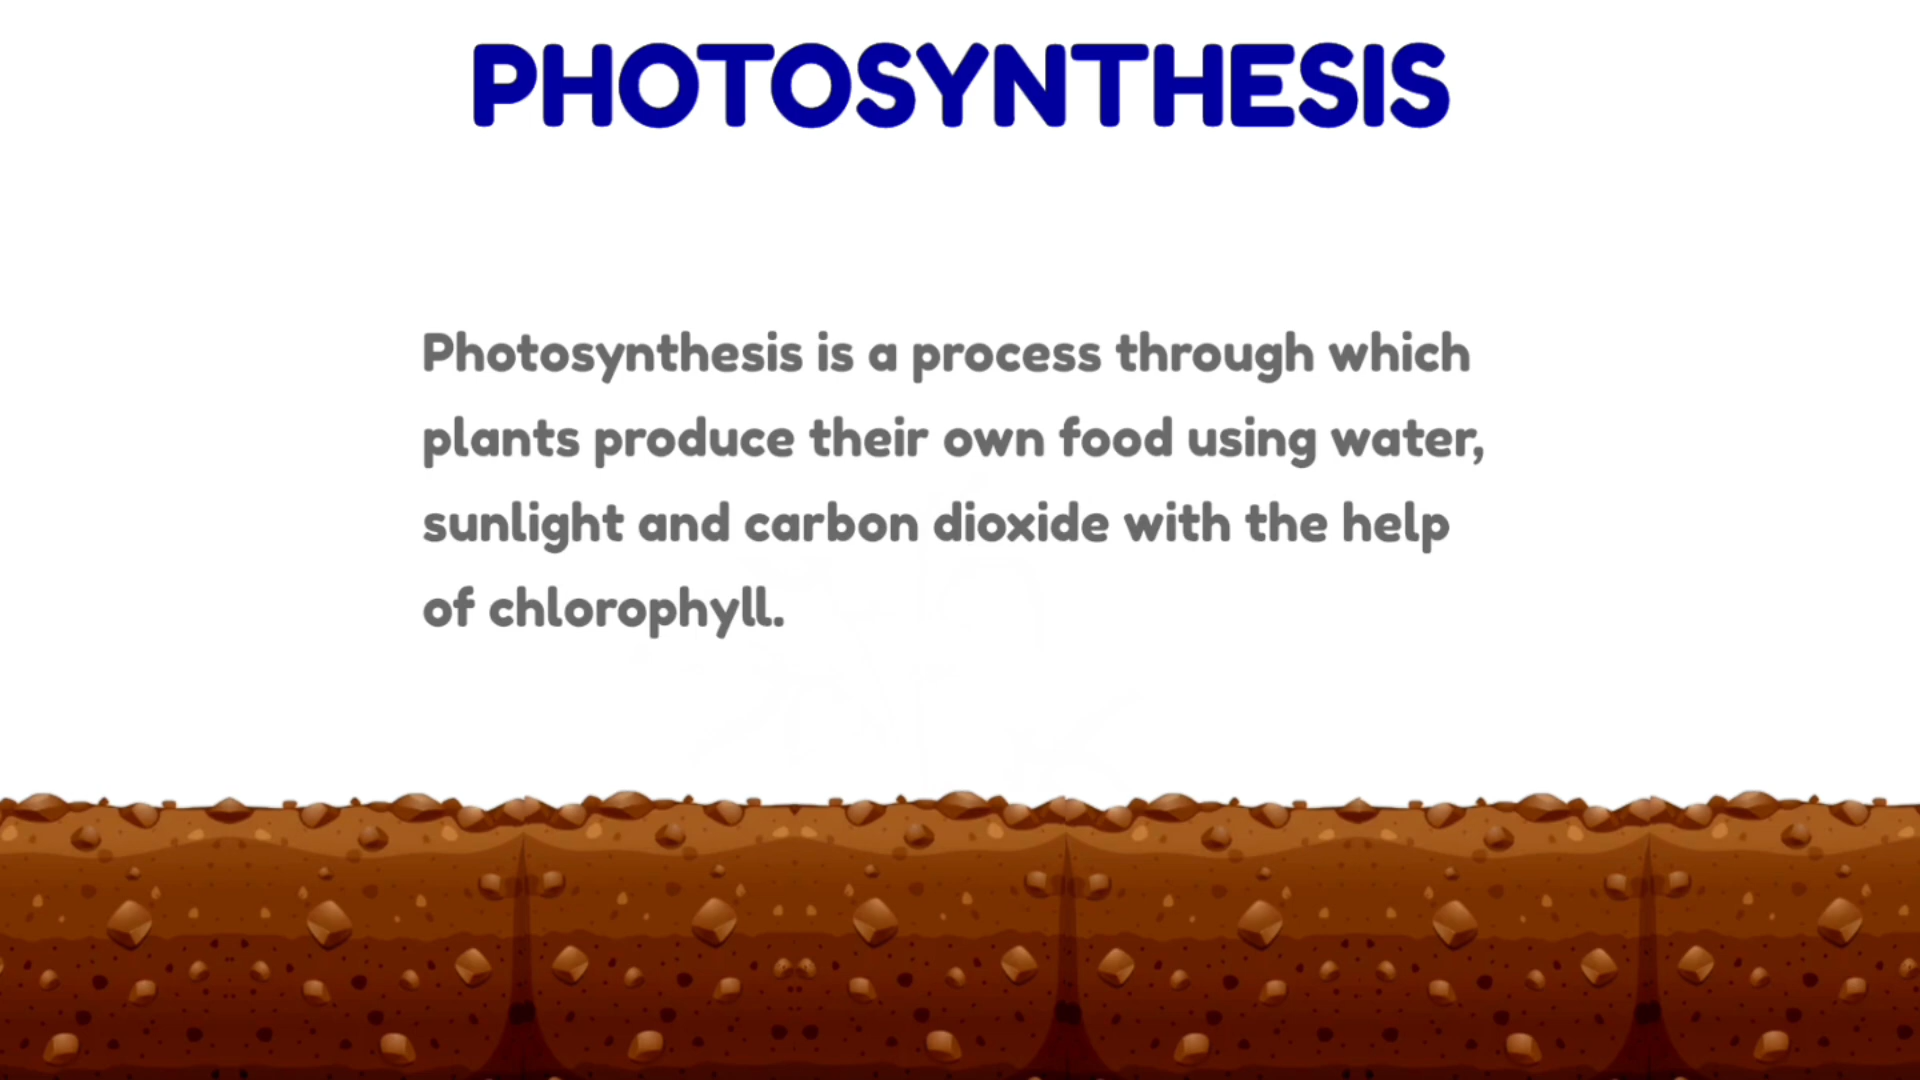 PHOTOSYNTHESIS
Photosynthesis is a process through which
plants produce their own food using water,
sunlight and carbon dioxide with the help
of chlorophyll.